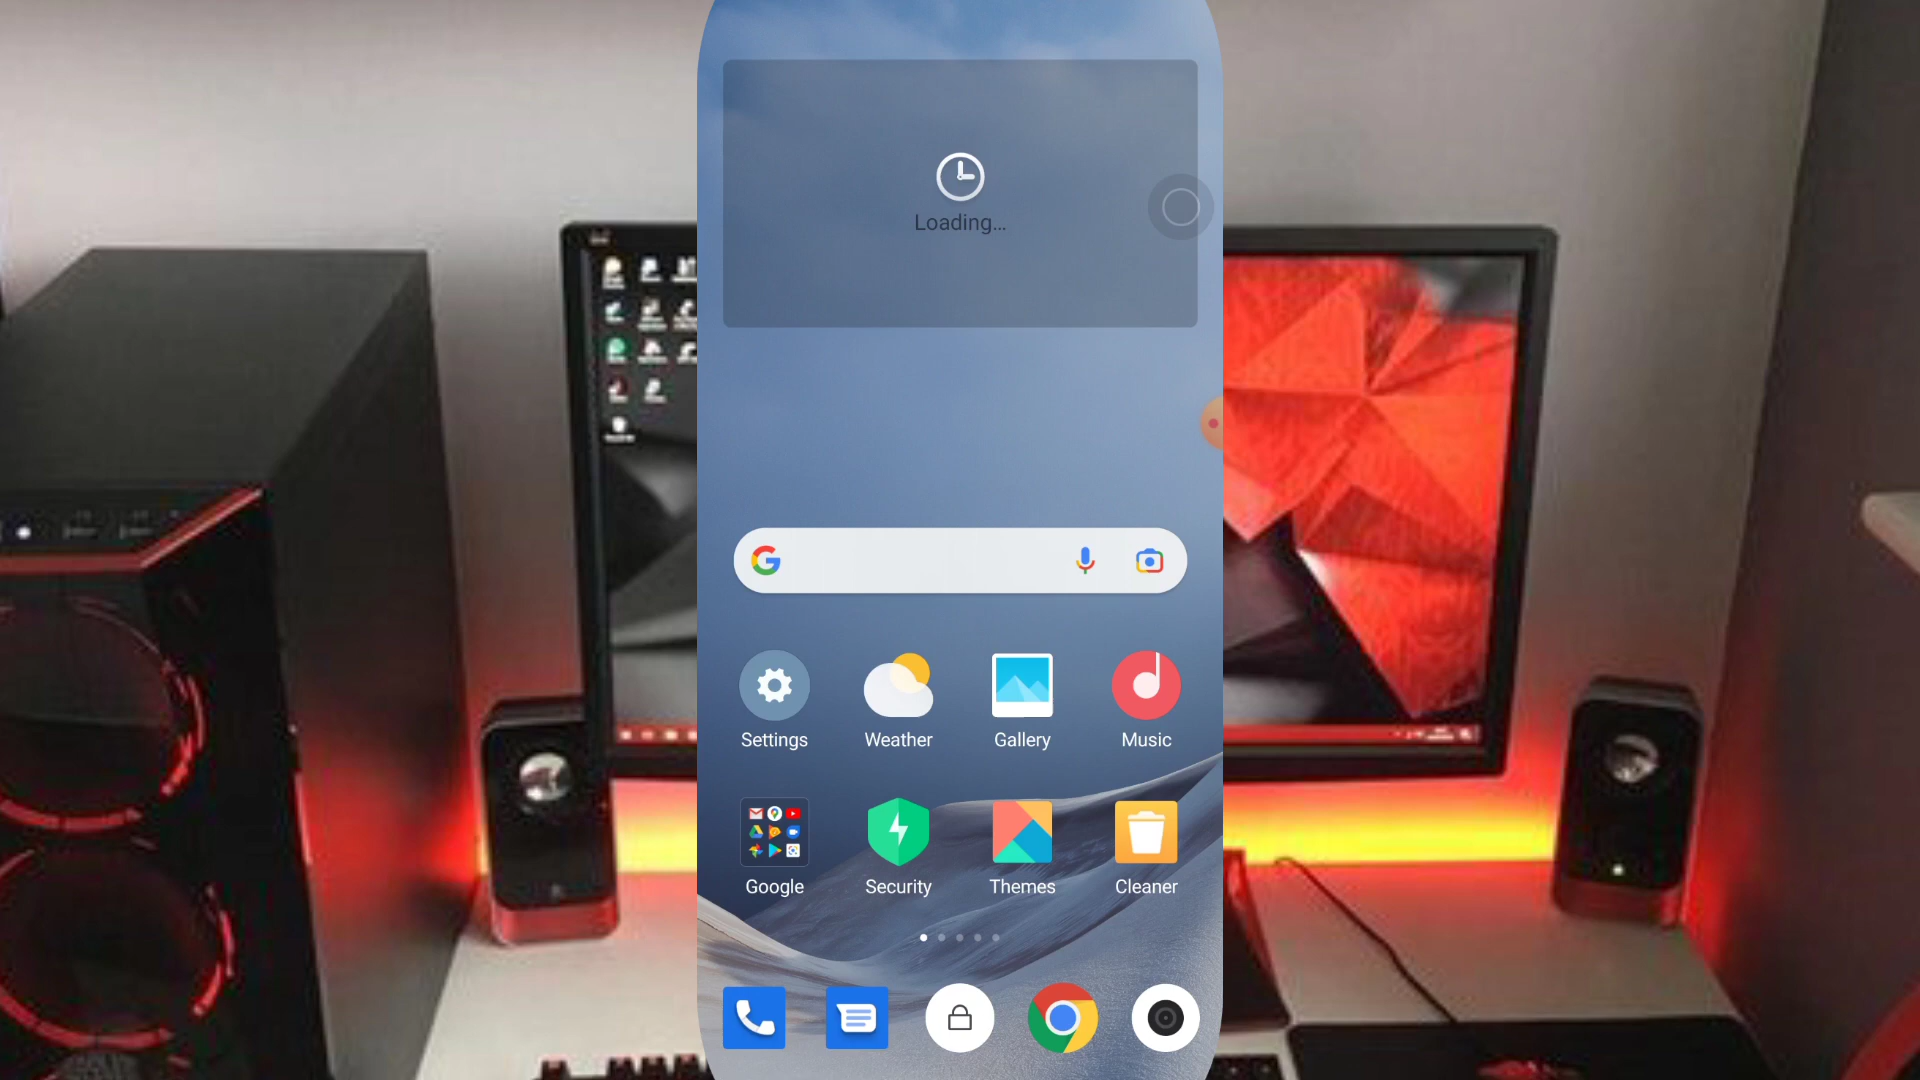 Loading...
Settings
Weather
Gallery
Music
Google
Security
Themes
Cleaner